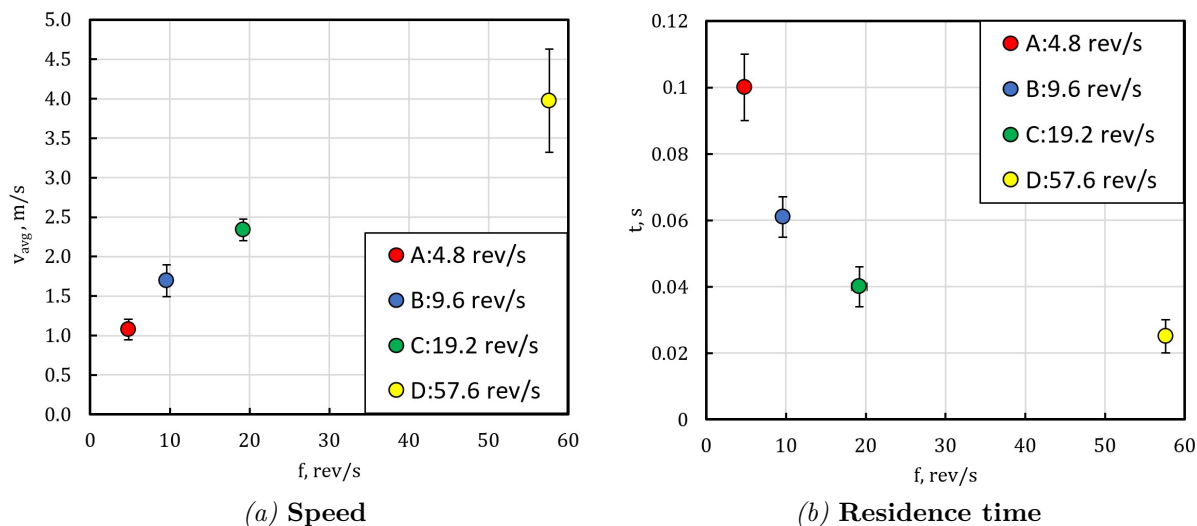 5.0
4.5
4.0
3.5
3.0
2.5
2.0
1.5
1.0
0.5
0.0
v_avg, m/s
0 10 20 30 40 50 60
f, rev/s
A:4.8 rev/s
B:9.6 rev/s
C:19.2 rev/s
D:57.6 rev/s
(a) Speed
0.12
0.1
0.08
0.06
0.04
0.02
0
t, s
0 10 20 30 40 50 60
f, rev/s
A:4.8 rev/s
B:9.6 rev/s
C:19.2 rev/s
D:57.6 rev/s
(b) Residence time